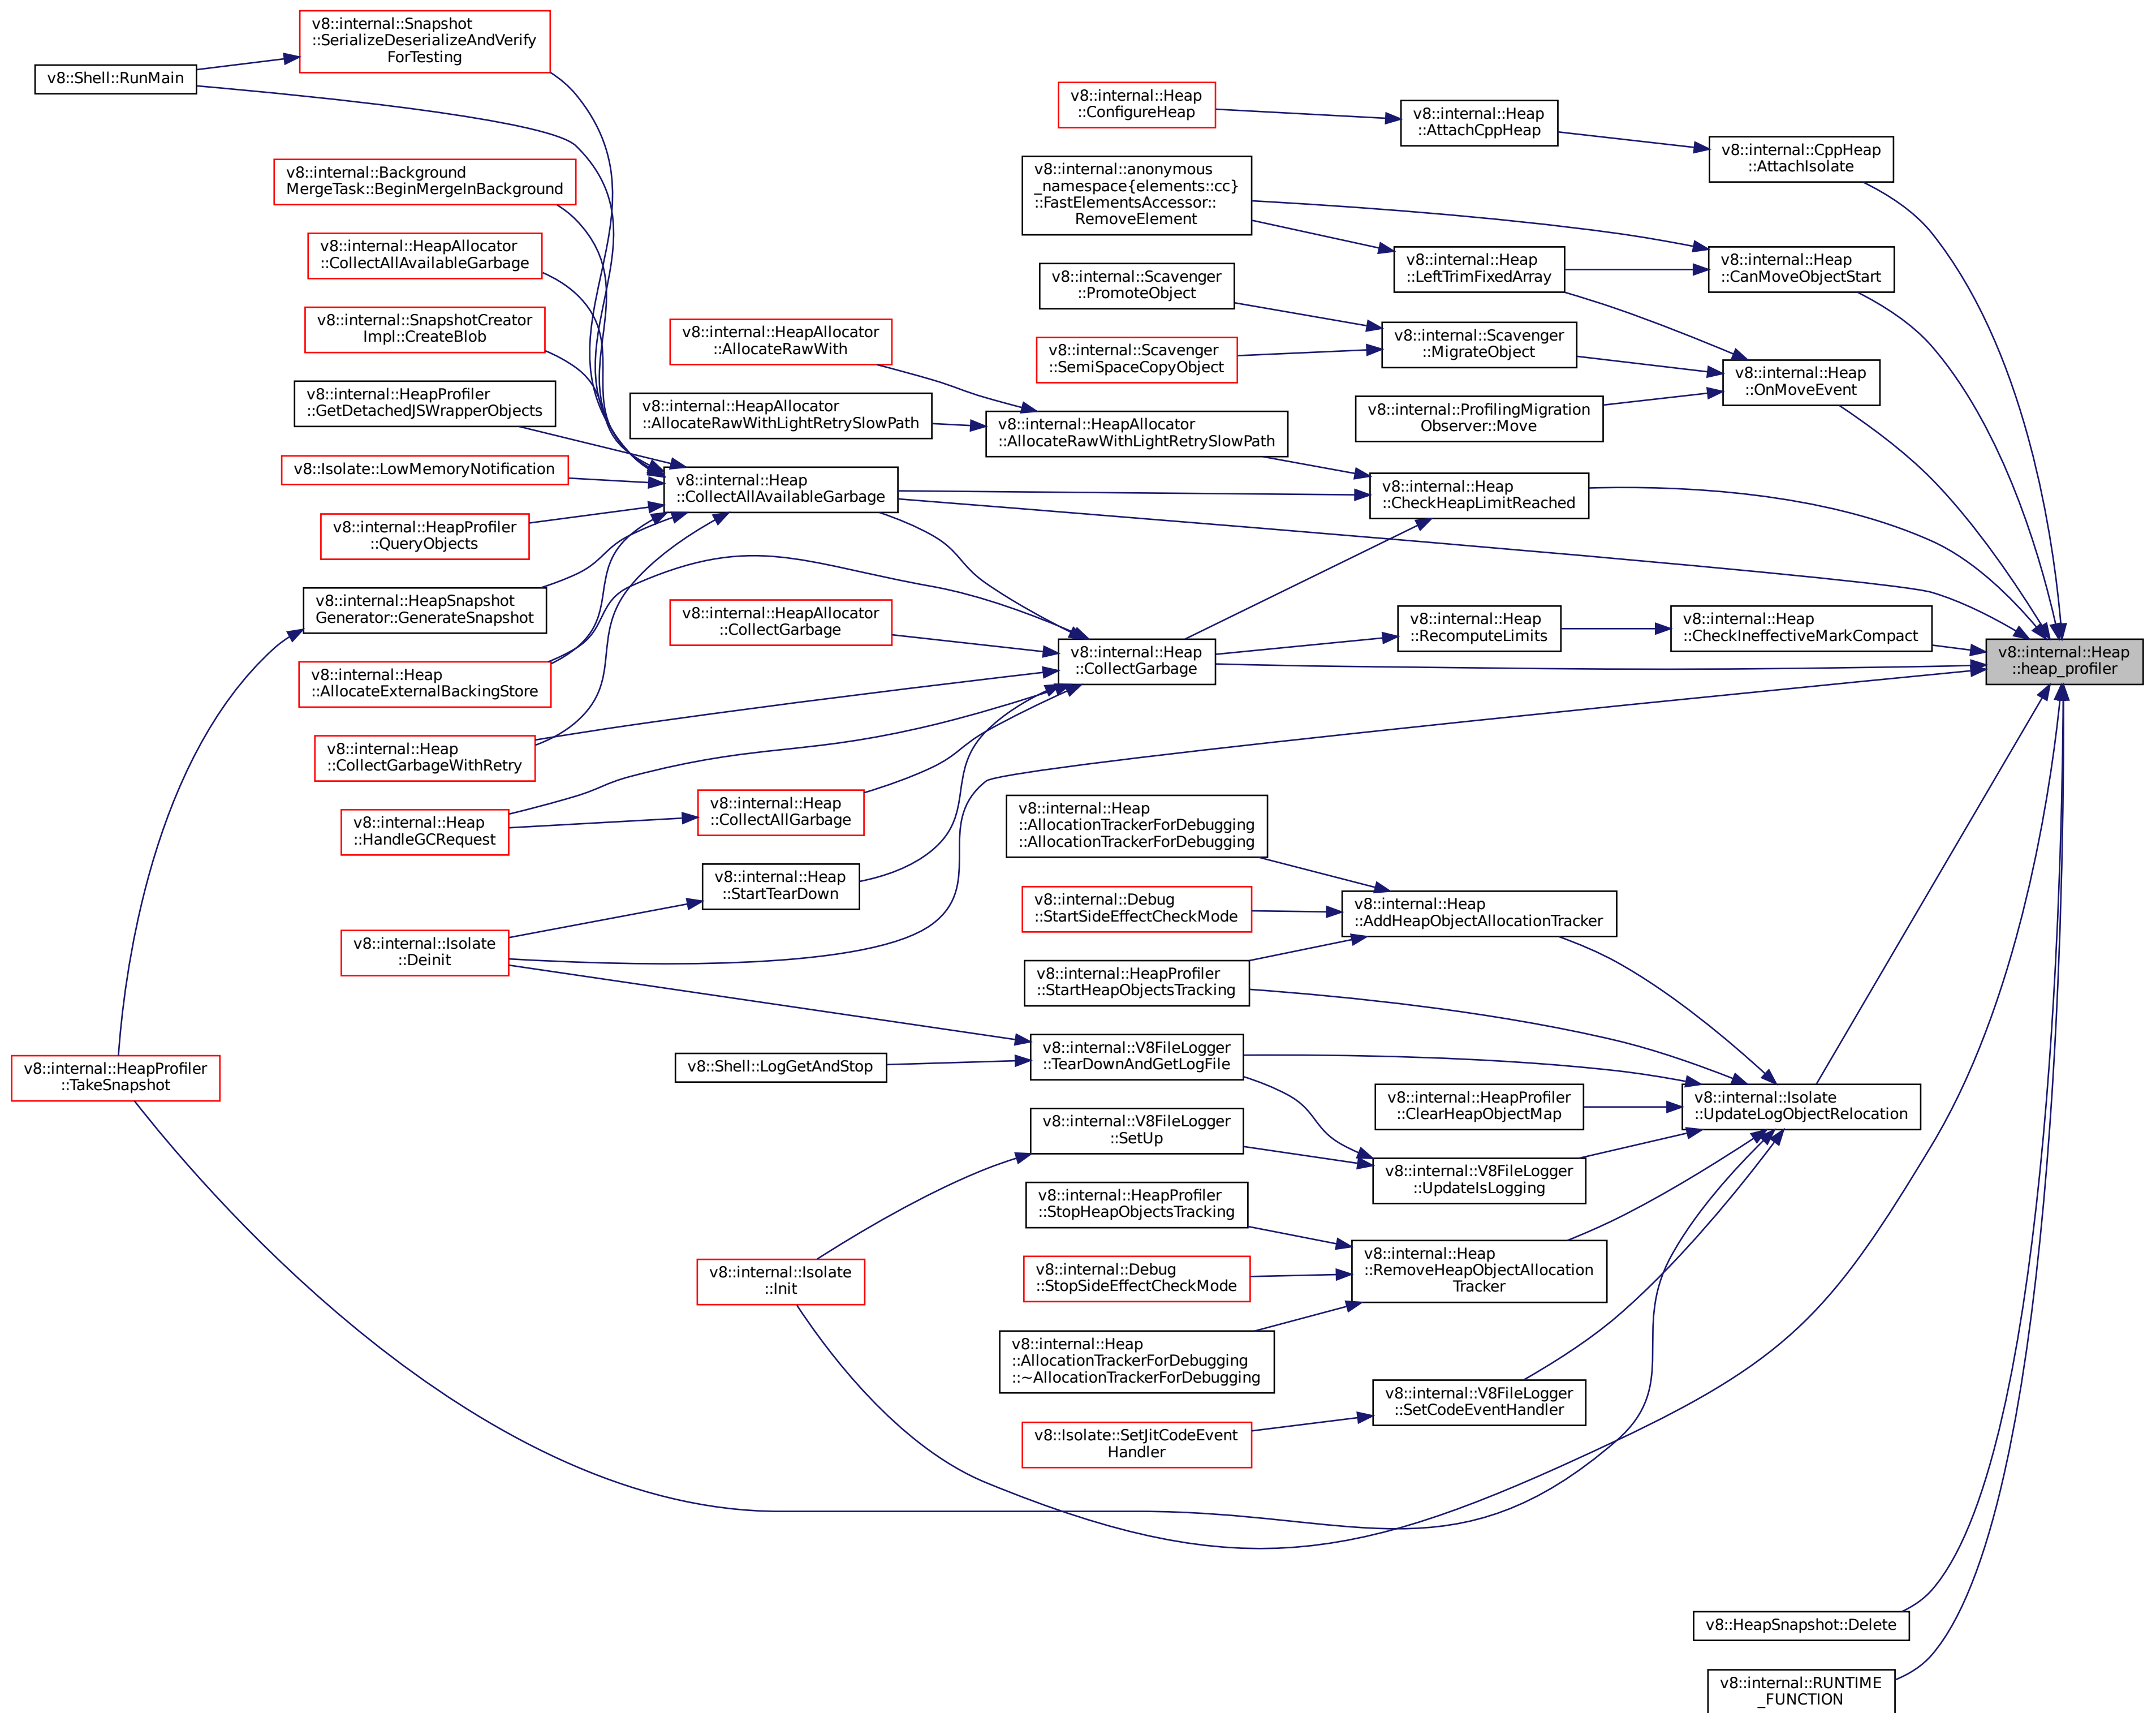 v8::internal::Snapshot
::SerializeDeserializeAndVerify
ForTesting
v8::Shell::RunMain
v8::internal::Background
MergeTask::BeginMergeInBackground
v8::internal::HeapAllocator
::CollectAllAvailableGarbage
v8::internal::SnapshotCreator
Impl::CreateBlob
v8::internal::HeapProfiler
::GetDetachedJSWrapperObjects
v8::Isolate::LowMemoryNotification
v8::internal::HeapProfiler
::QueryObjects
v8::internal::HeapSnapshot
Generator::GenerateSnapshot
v8::internal::Heap
::AllocateExternalBackingStore
v8::internal::Heap
::CollectGarbageWithRetry
v8::internal::Heap
::HandleGCRequest
v8::internal::Isolate
::Deinit
v8::internal::HeapProfiler
::TakeSnapshot
v8::internal::HeapAllocator
::AllocateRawWith
v8::internal::HeapAllocator
::AllocateRawWithLightRetrySlowPath
v8::internal::Heap
::CollectAllAvailableGarbage
v8::internal::HeapAllocator
::CollectGarbage
v8::internal::Heap
::CollectAllGarbage
v8::internal::Heap
::StartTearDown
v8::Shell::LogGetAndStop
v8::internal::Isolate
::Init
v8::internal::Heap
::ConfigureHeap
v8::internal::anonymous
_namespace{elements::cc}
::FastElementsAccessor::
RemoveElement
v8::internal::Scavenger
::PromoteObject
v8::internal::Scavenger
::SemiSpaceCopyObject
v8::internal::HeapAllocator
::AllocateRawWithLightRetrySlowPath
v8::internal::Heap
::CollectGarbage
v8::internal::Heap
::AllocationTrackerForDebugging
::AllocationTrackerForDebugging
v8::internal::Debug
::StartSideEffectCheckMode
v8::internal::HeapProfiler
::StartHeapObjectsTracking
v8::internal::V8FileLogger
::TearDownAndGetLogFile
v8::internal::V8FileLogger
::SetUp
v8::internal::HeapProfiler
::StopHeapObjectsTracking
v8::internal::Debug
::StopSideEffectCheckMode
v8::internal::Heap
::AllocationTrackerForDebugging
::~AllocationTrackerForDebugging
v8::Isolate::SetJitCodeEvent
Handler
v8::internal::Heap
::AttachCppHeap
v8::internal::Heap
::LeftTrimFixedArray
v8::internal::Scavenger
::MigrateObject
v8::internal::ProfilingMigration
Observer::Move
v8::internal::Heap
::CheckHeapLimitReached
v8::internal::Heap
::RecomputeLimits
v8::internal::Heap
::AddHeapObjectAllocationTracker
v8::internal::HeapProfiler
::ClearHeapObjectMap
v8::internal::V8FileLogger
::UpdateIsLogging
v8::internal::Heap
::RemoveHeapObjectAllocation
Tracker
v8::internal::V8FileLogger
::SetCodeEventHandler
v8::internal::CppHeap
::AttachIsolate
v8::internal::Heap
::CanMoveObjectStart
v8::internal::Heap
::OnMoveEvent
v8::internal::Heap
::CheckIneffectiveMarkCompact
v8::internal::Isolate
::UpdateLogObjectRelocation
v8::HeapSnapshot::Delete
v8::internal::RUNTIME
_FUNCTION
v8::internal::Heap
::heap_profiler